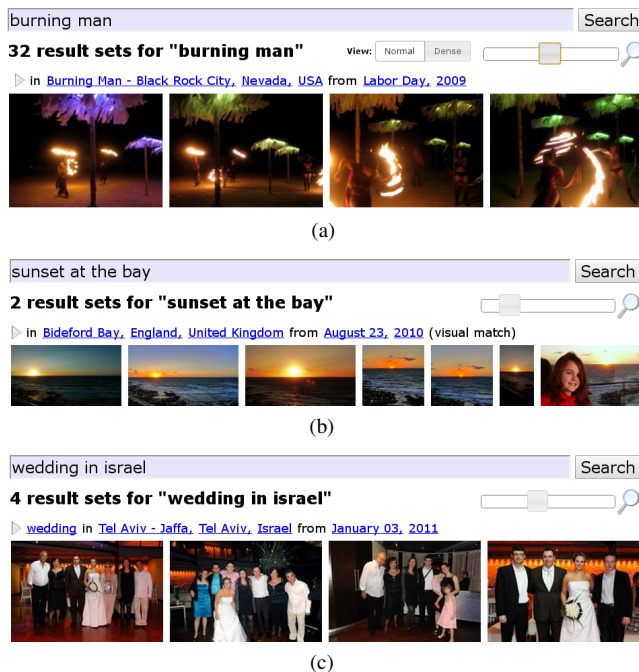 burning man Search
32 result sets for "burning man" View: Normal Dense
in Burning Man - Black Rock City, Nevada, USA from Labor Day, 2009
(a)
sunset at the bay Search
2 result sets for "sunset at the bay"
in Bideford Bay, England, United Kingdom from August 23, 2010 (visual match)
(b)
wedding in israel Search
4 result sets for "wedding in israel"
wedding in Tel Aviv - Jaffa, Tel Aviv, Israel from January 03, 2011
(c)